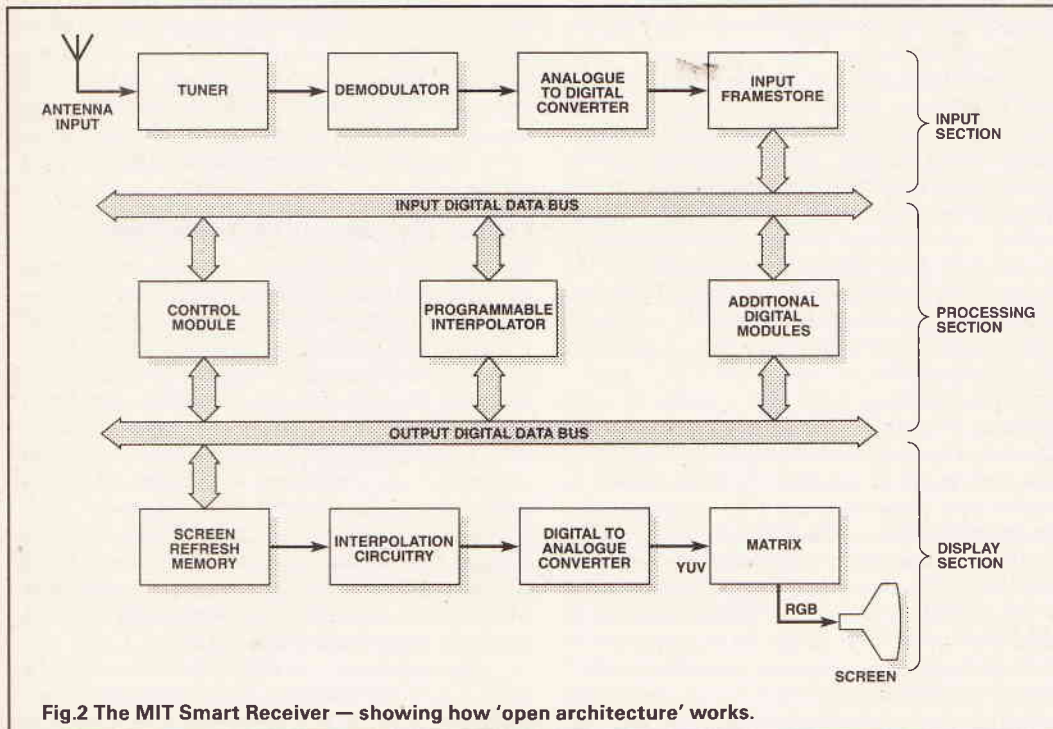 ANTENNA
INPUT
TUNER
DEMODULATOR
ANALOGUE
TO DIGITAL
CONVERTER
INPUT
FRAMESTORE
INPUT
SECTION
INPUT DIGITAL DATA BUS
CONTROL
MODULE
PROGRAMMABLE
INTERPOLATOR
ADDITIONAL
DIGITAL
MODULES
PROCESSING
SECTION
OUTPUT DIGITAL DATA BUS
SCREEN
REFRESH
MEMORY
INTERPOLATION
CIRCUITRY
DIGITAL TO
ANALOGUE
CONVERTER
YUV
MATRIX
RGB
SCREEN
DISPLAY
SECTION
Fig.2 The MIT Smart Receiver — showing how 'open architecture' works.